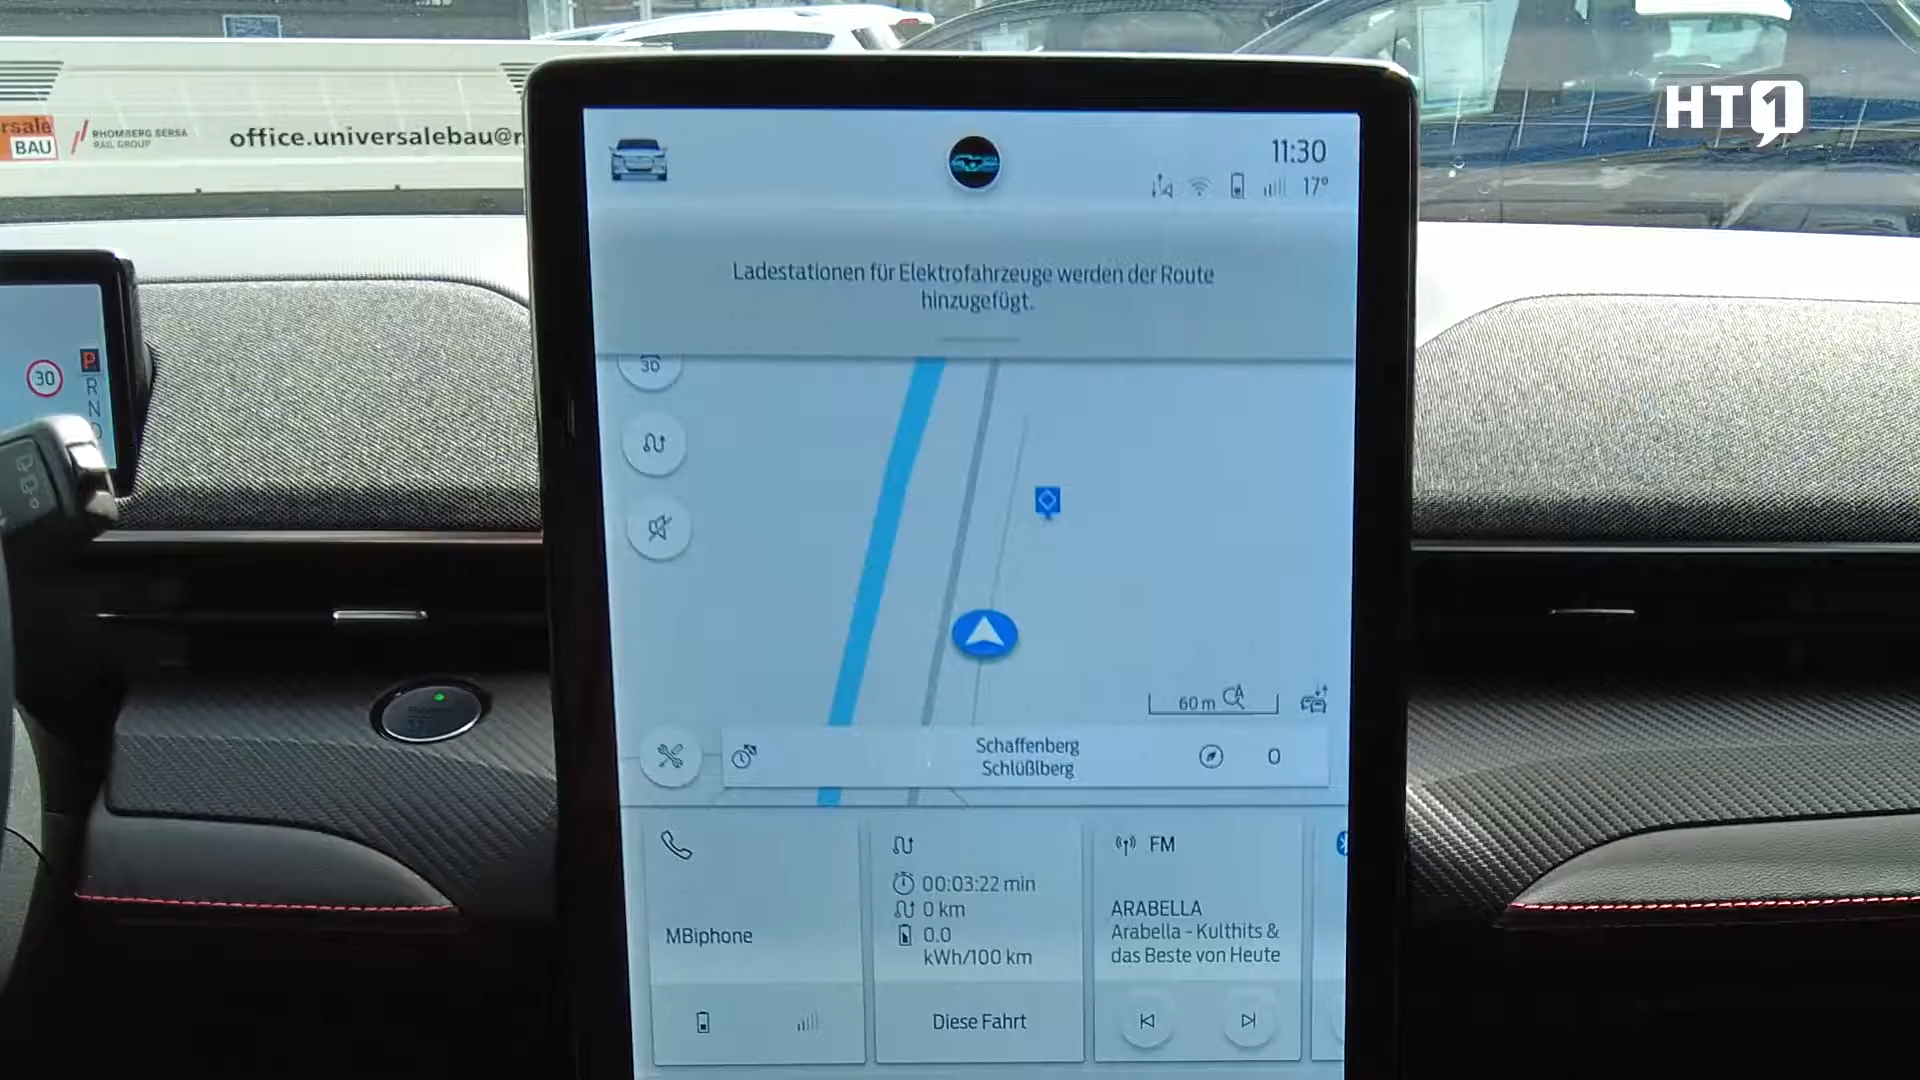 HT1
rsale
BAU
RHOMBERG SERSA
RAIL GROUP
office.universalebau@r
11:30
17°
Ladestationen für Elektrofahrzeuge werden der Route
hinzugefügt.
3D
30
P
R
N
D
60 m
Schaffenberg
Schlüßlberg
0
FM
00:03:22 min
0 km
0.0
kWh/100 km
MBiphone
ARABELLA
Arabella - Kulthits &
das Beste von Heute
Diese Fahrt